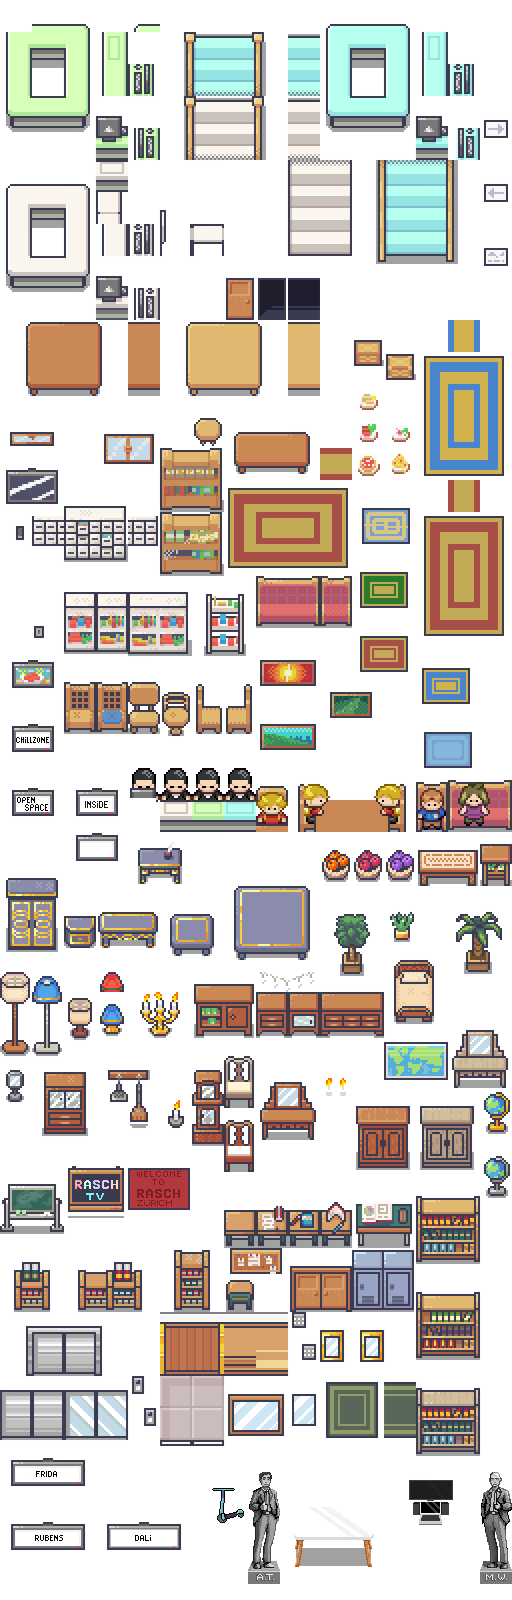 CHiLLZONE
OPEN
SPACE
INSiDE
RASCH
TV
WELCOME
TO
RASCH
ZURICH
FRIDA
RUBENS
DALi
A.T.
M.W.